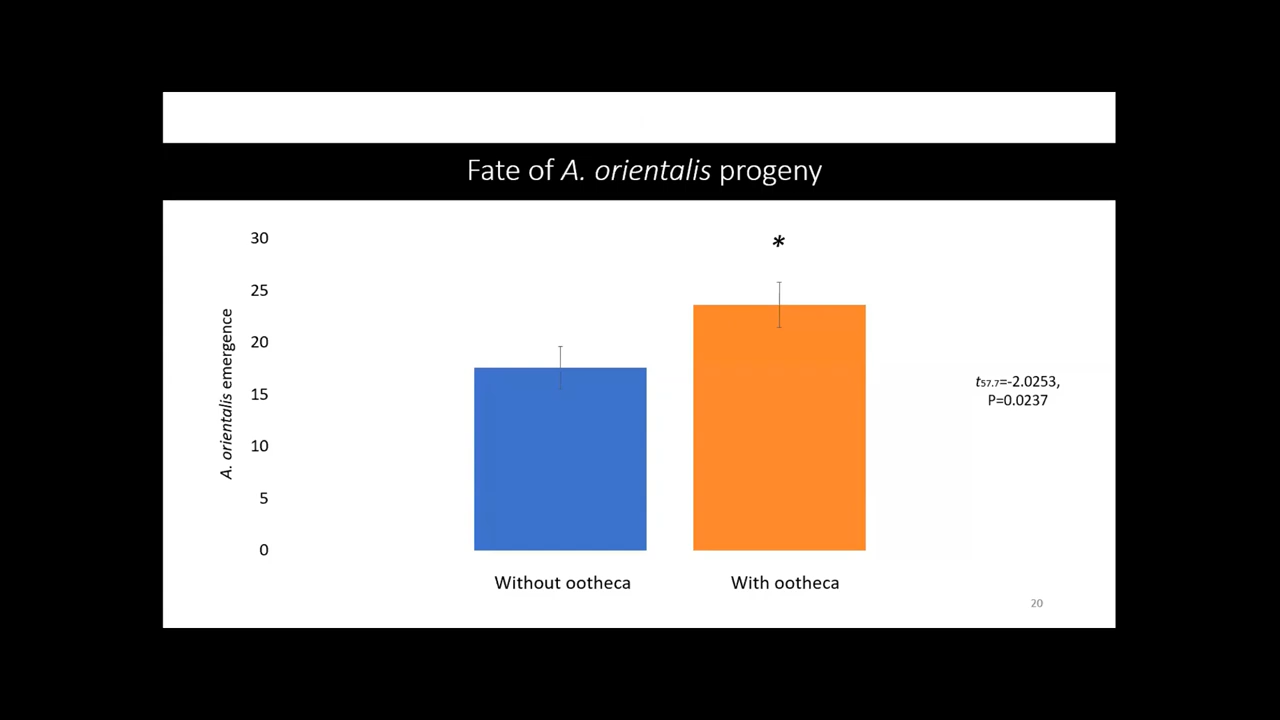 Fate of A. orientalis progeny
30
*
25
20
15
10
5
0
A. orientalis emergence
t57.7=-2.0253,
P=0.0237
Without ootheca
With ootheca
20